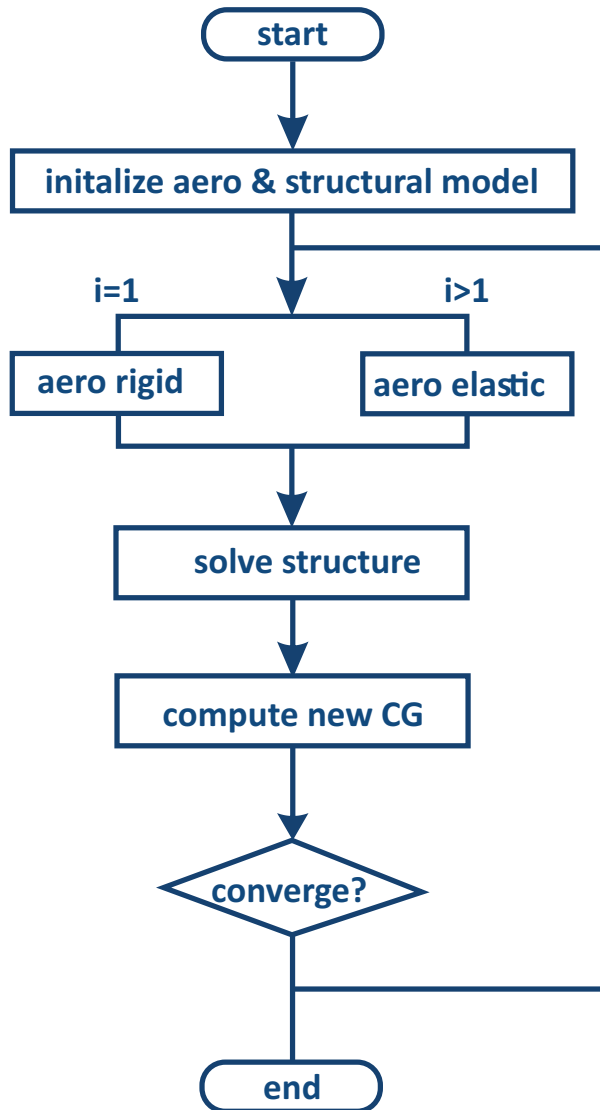 start
initalize aero & structural model
i=1
i>1
aero rigid
aero elastic
solve structure
compute new CG
converge?
end